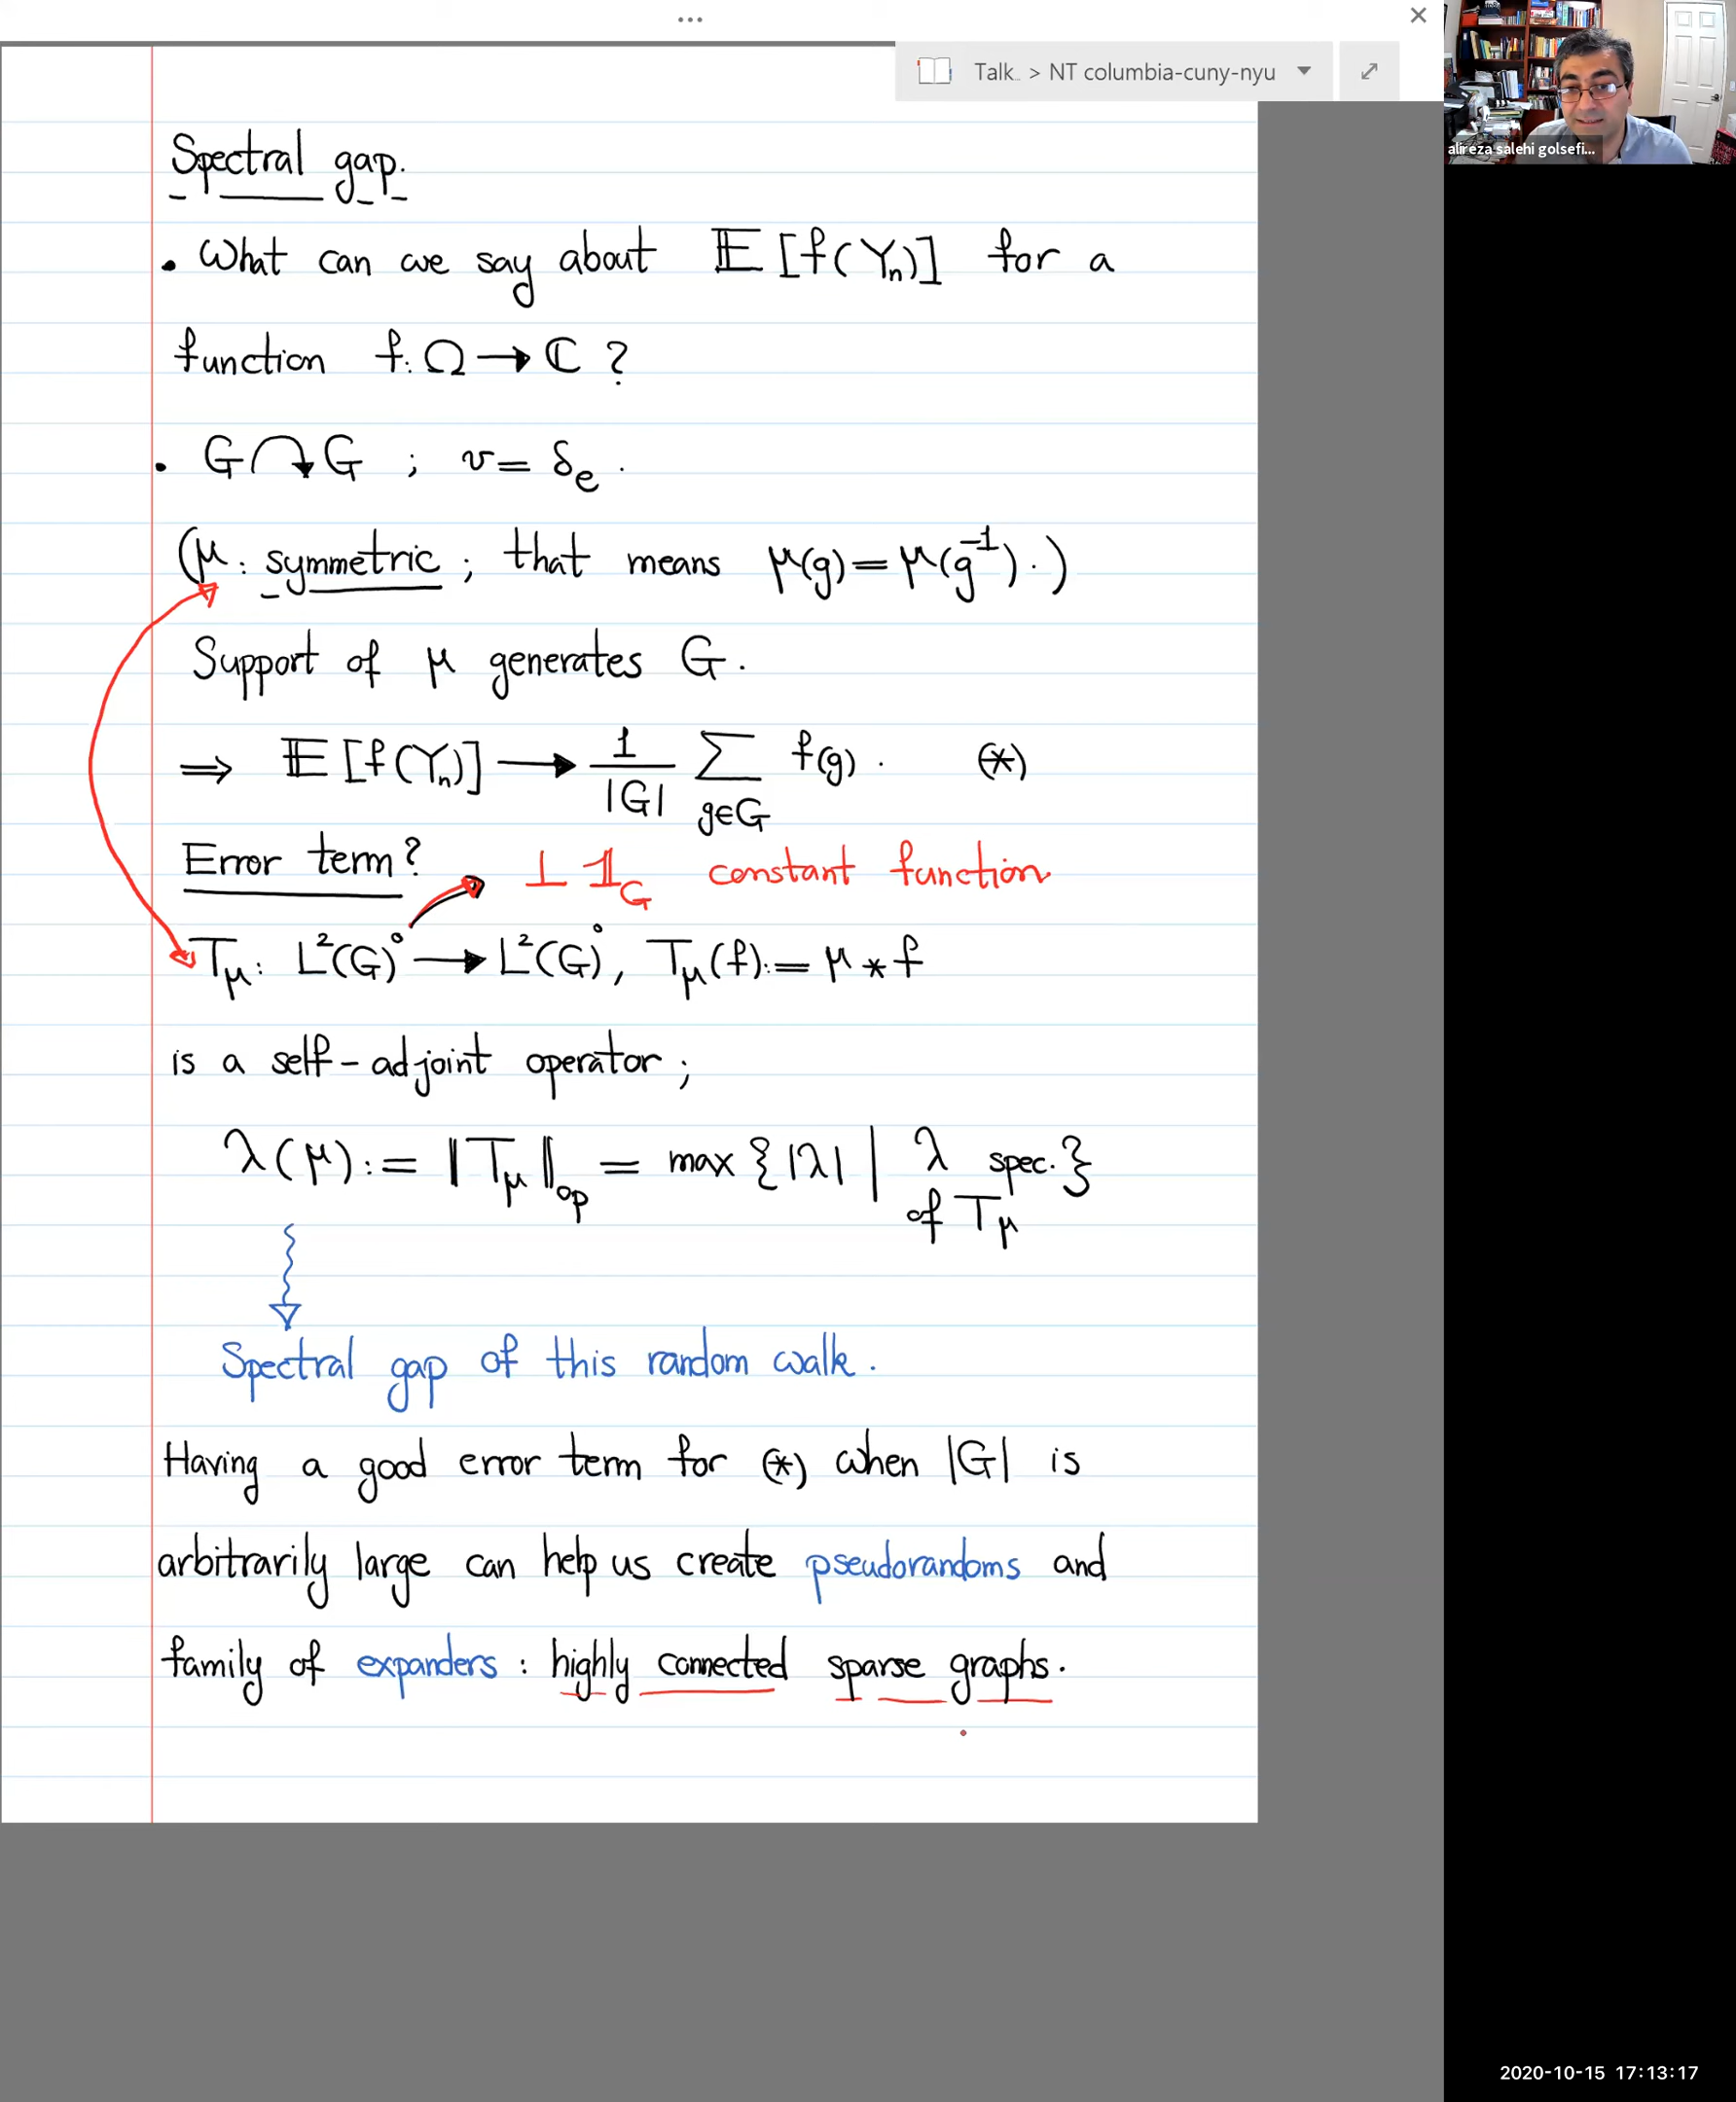 ...
Talk.. > NT columbia-cuny-nyu
alireza salehi golsefi...
Spectral gap.
• What can we say about 𝔼[f(Yₙ)] for a
function f: Ω → ℂ ?
• G ↷ G ; v = δₑ .
(μ: symmetric ; that means μ(g) = μ(g⁻¹) .)
Support of μ generates G.
⇒ 𝔼[f(Yₙ)] → 1/|G| ∑_{g∈G} f(g) . (*)
Error term?
⊥ 𝟙_G constant function.
T_μ : L²(G)° → L²(G)°, T_μ(f) := μ * f
is a self-adjoint operator ;
λ(μ) := ‖T_μ‖_op = max { |λ| | λ spec. of T_μ }
Spectral gap of this random walk.
Having a good error term for (*) when |G| is
arbitrarily large can help us create pseudorandoms and
family of expanders : highly connected sparse graphs.
2020-10-15 17:13:17